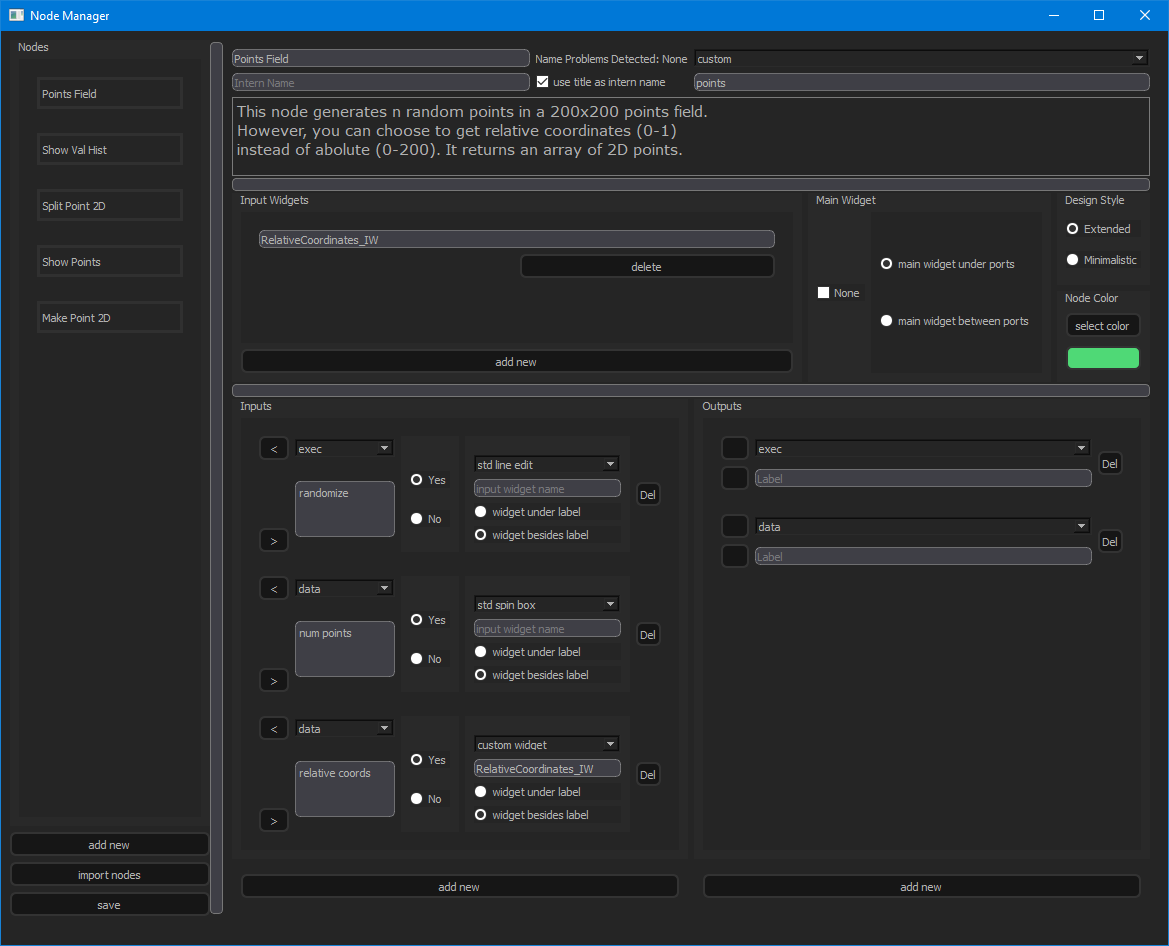 Node Manager
Nodes
Points Field
Show Val Hist
Split Point 2D
Show Points
Make Point 2D
add new
import nodes
save
Points Field
Name Problems Detected: None
custom
Intern Name
use title as intern name
points
This node generates n random points in a 200x200 points field.
However, you can choose to get relative coordinates (0-1)
instead of abolute (0-200). It returns an array of 2D points.
Input Widgets
RelativeCoordinates_IW
delete
add new
Main Widget
None
main widget under ports
main widget between ports
Design Style
Extended
Minimalistic
Node Color
select color
Inputs
<
exec
randomize
>
Yes
No
std line edit
input widget name
widget under label
widget besides label
Del
<
data
num points
>
Yes
No
std spin box
input widget name
widget under label
widget besides label
Del
<
data
relative coords
>
Yes
No
custom widget
RelativeCoordinates_IW
widget under label
widget besides label
Del
add new
Outputs
exec
Label
Del
data
Label
Del
add new